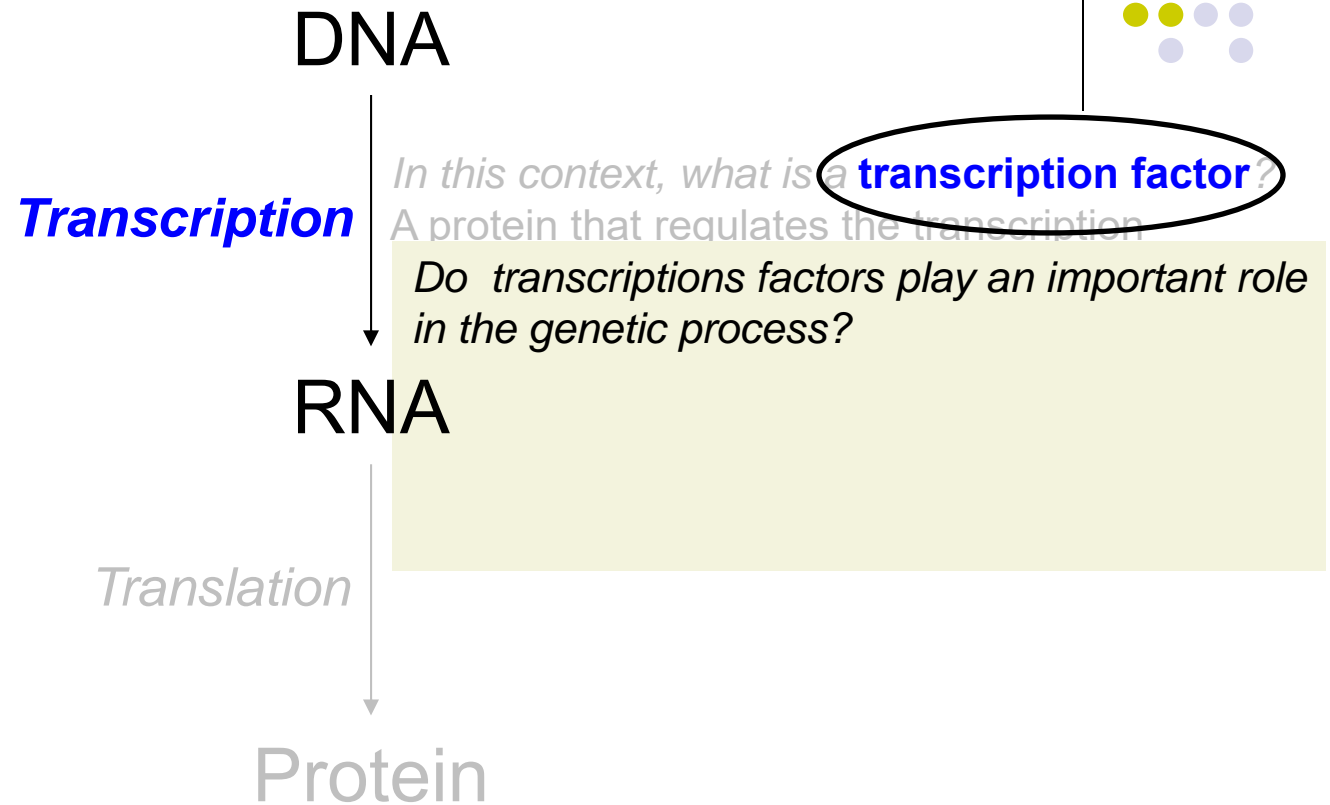 DNA
In this context, what is a transcription factor?
Transcription
A protein that regulates the transcription
Do transcriptions factors play an important role
in the genetic process?
RNA
Translation
Protein